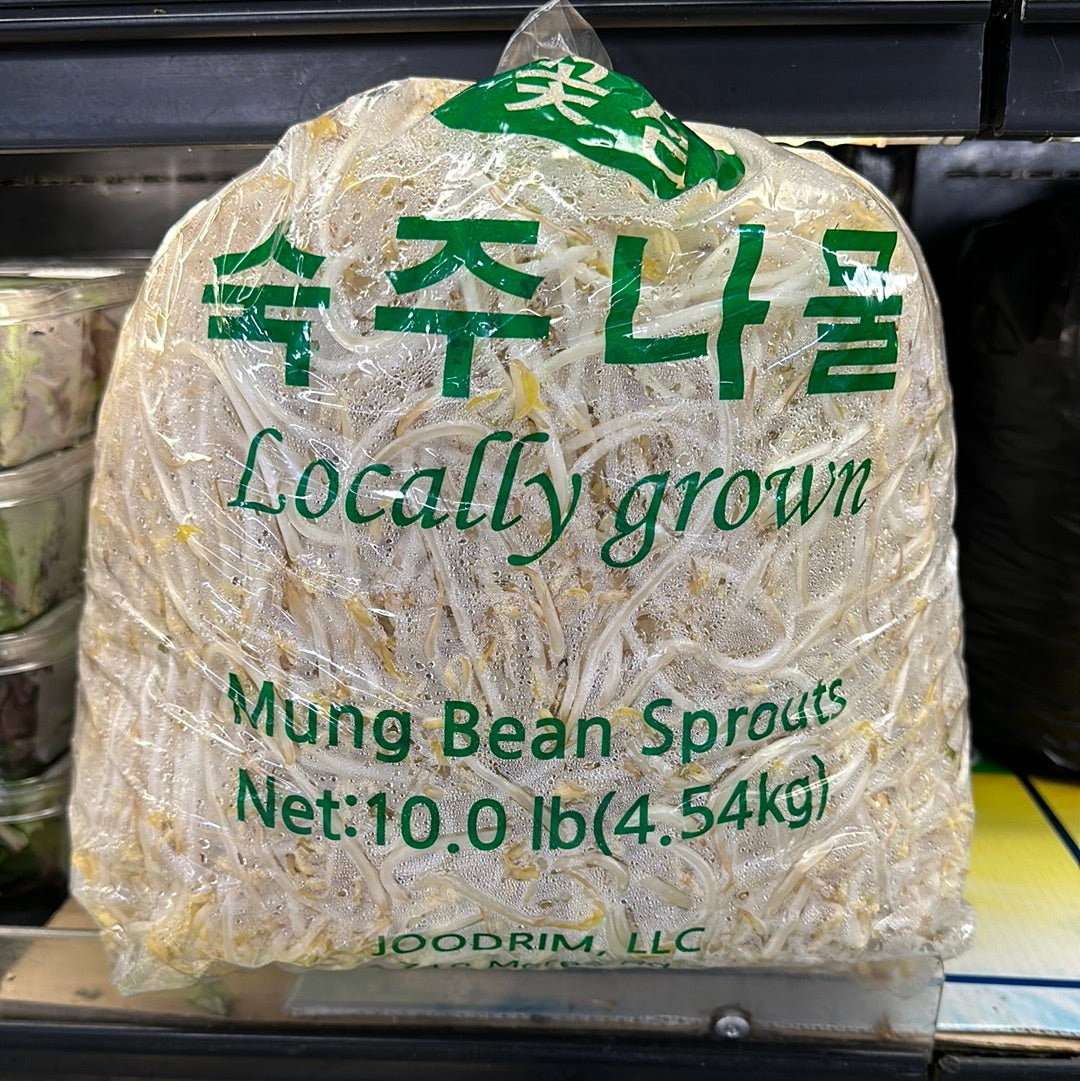 숙주나물
Locally grown
Mung Bean Sprouts
Net:10.0 lb(4.54kg)
JOODRIM, LLC